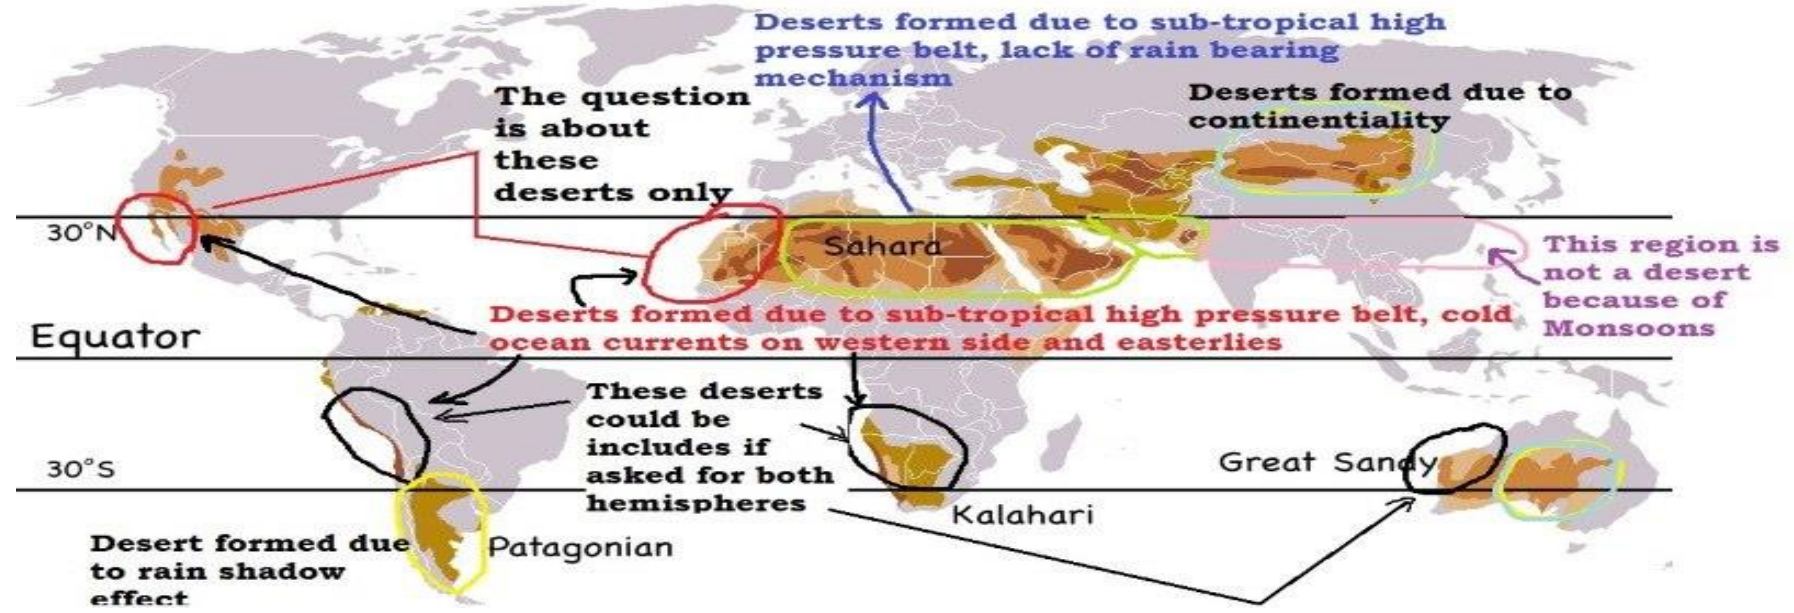 Deserts formed due to sub-tropical high
pressure belt, lack of rain bearing
mechanism
The question
is about
these
deserts only
Deserts formed due to
continentiality
30°N
Sahara
This region is
not a desert
because of
Monsoons
Deserts formed due to sub-tropical high pressure belt, cold
ocean currents on western side and easterlies
Equator
These deserts
could be
includes if
asked for both
hemispheres
30°S
Great Sandy
Kalahari
Patagonian
Desert formed due
to rain shadow
effect